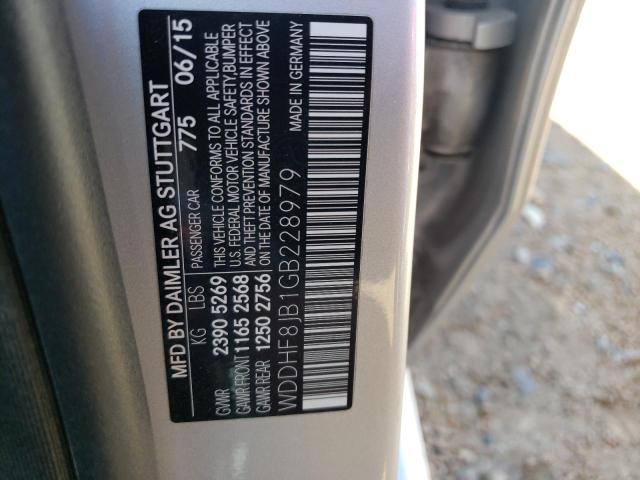 MFD BY DAIMLER AG STUTTGART
775 06/15
KG LBS PASSENGER CAR
GVWR 2390 5269
GAWR FRONT 1165 2568
GAWR REAR 1250 2756
THIS VEHICLE CONFORMS TO ALL APPLICABLE
U.S. FEDERAL MOTOR VEHICLE SAFETY,BUMPER
AND THEFT PREVENTION STANDARDS IN EFFECT
ON THE DATE OF MANUFACTURE SHOWN ABOVE
WDDHF8JB1GB228979
MADE IN GERMANY